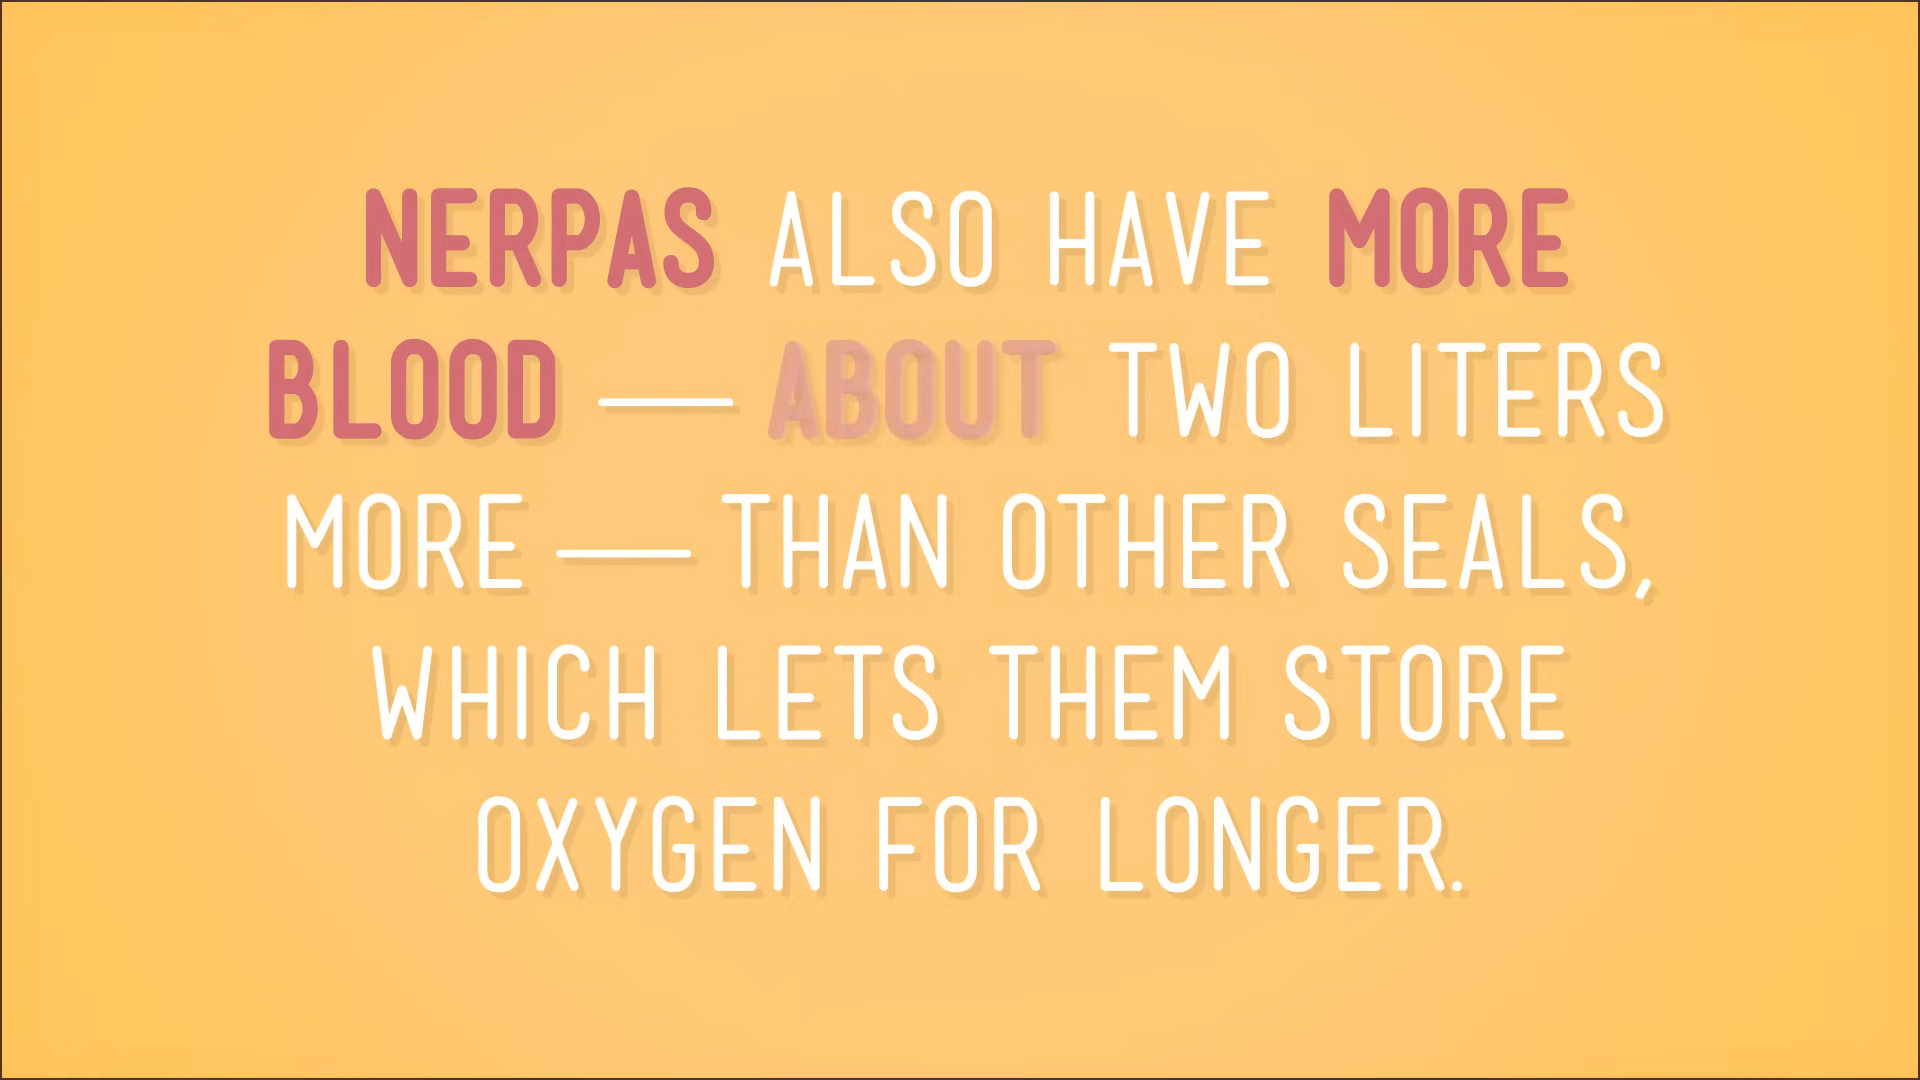 NERPAS ALSO HAVE MORE
BLOOD — ABOUT TWO LITERS
MORE — THAN OTHER SEALS,
WHICH LETS THEM STORE
OXYGEN FOR LONGER.